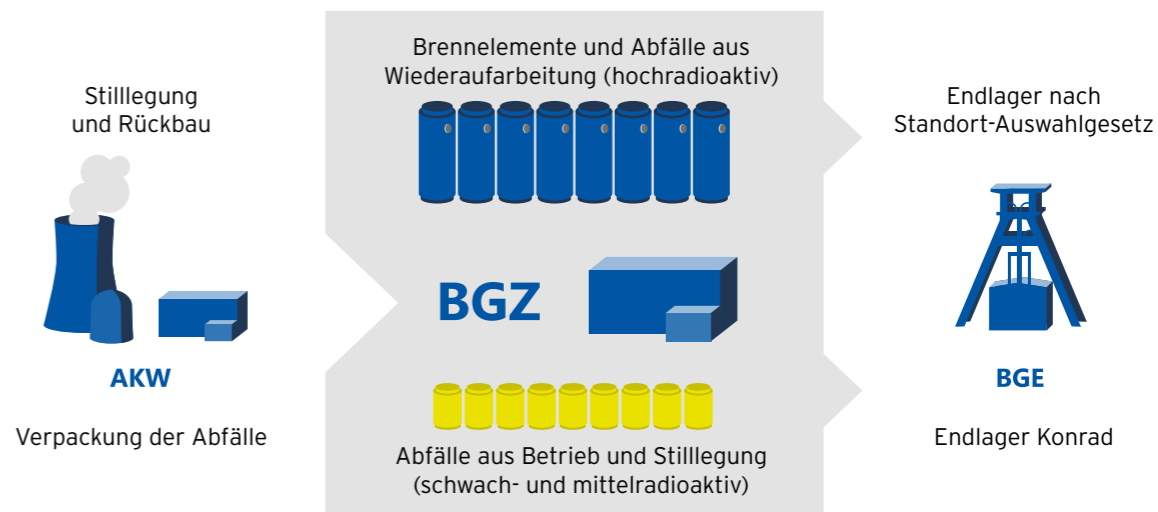 Stilllegung
und Rückbau
AKW
Verpackung der Abfälle
Brennelemente und Abfälle aus
Wiederaufarbeitung (hochradioaktiv)
BGZ
Abfälle aus Betrieb und Stilllegung
(schwach- und mittelradioaktiv)
Endlager nach
Standort-Auswahlgesetz
BGE
Endlager Konrad